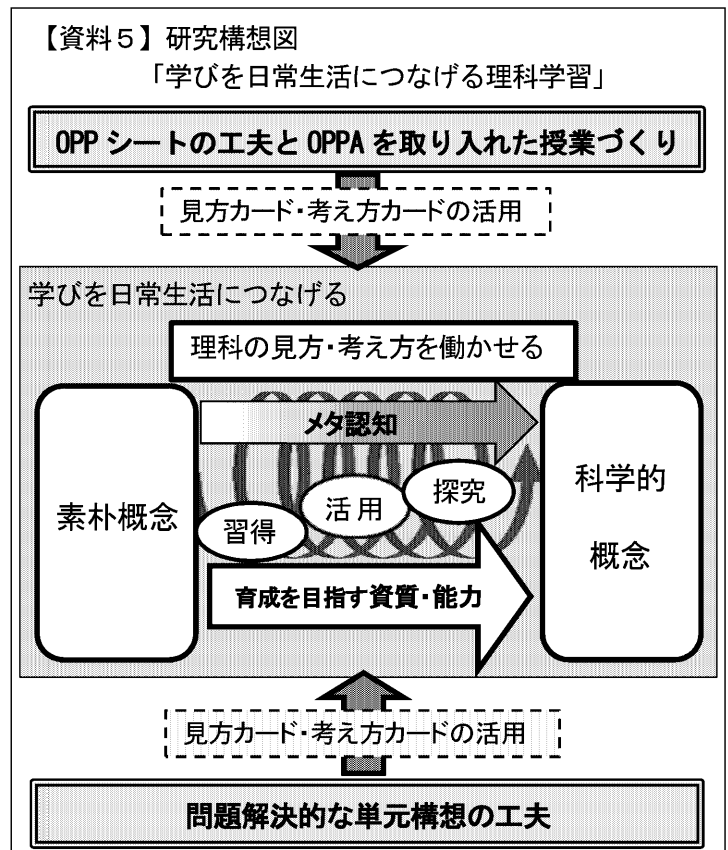 【資料５】研究構想図
「学びを日常生活につなげる理科学習」
OPP シートの工夫と OPPA を取り入れた授業づくり
見方カード・考え方カードの活用
学びを日常生活につなげる
理科の見方・考え方を働かせる
メタ認知
素朴概念
習得
活用
探究
科学的
概念
育成を目指す資質・能力
見方カード・考え方カードの活用
問題解決的な単元構想の工夫